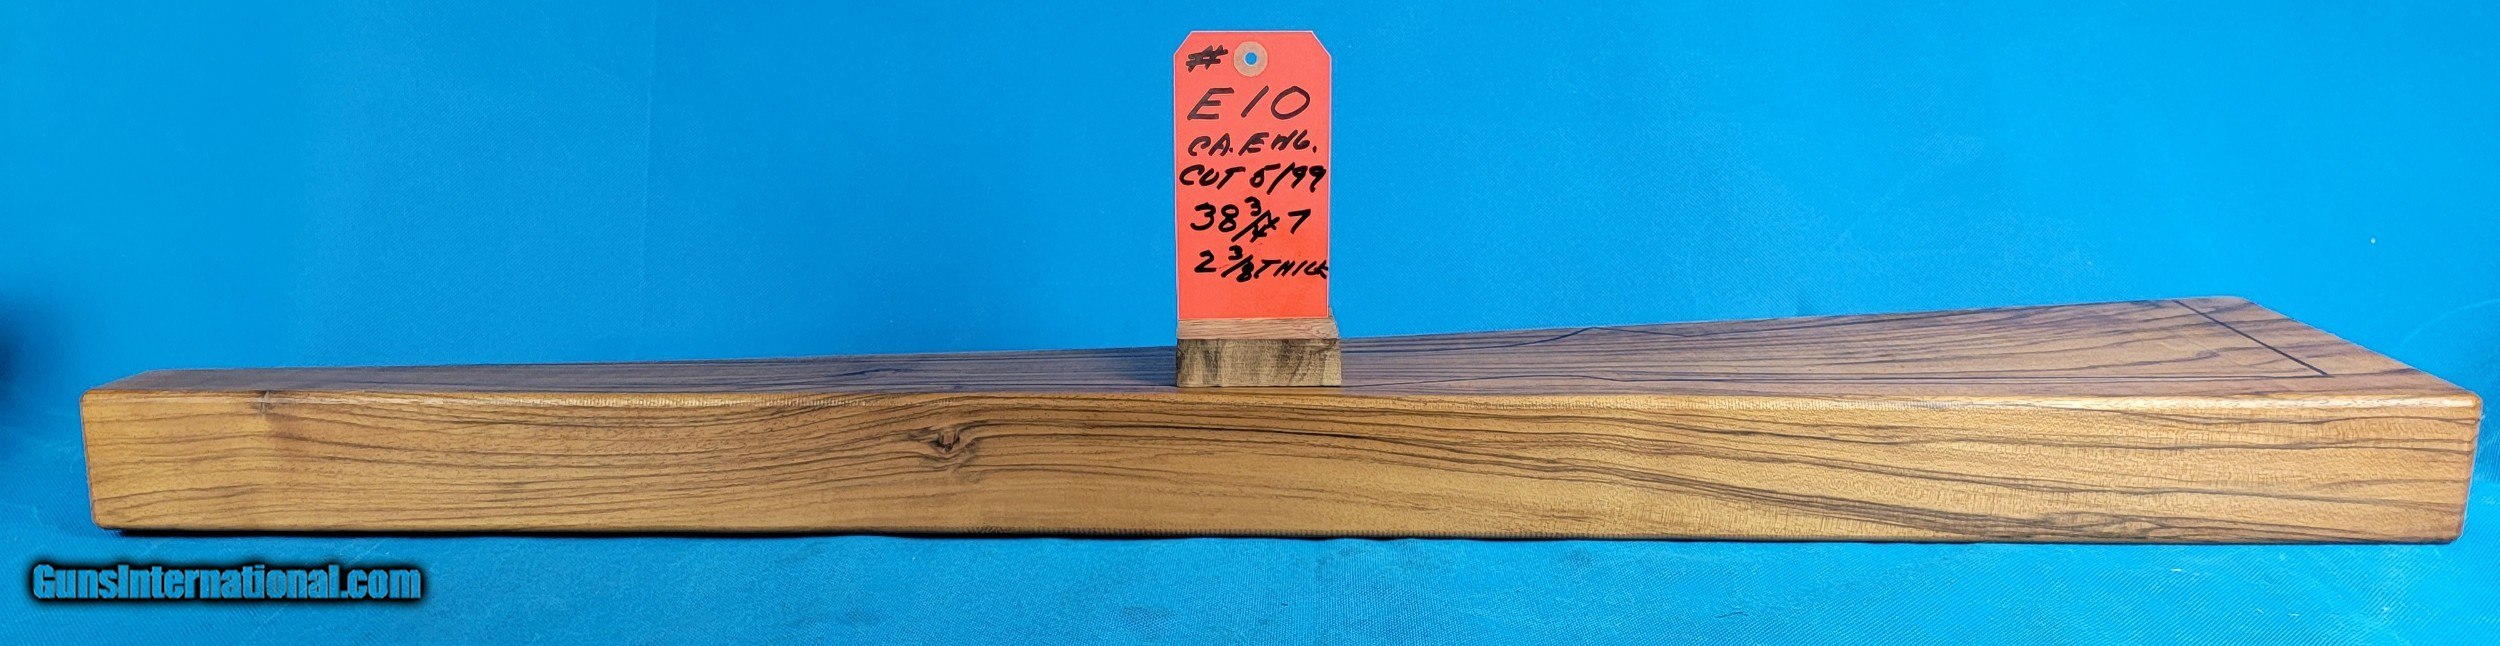 #
E10
CA. ENG.
CUT 5/99
38 3/4 x 7
2 3/8 THICK
GunsInternational.com